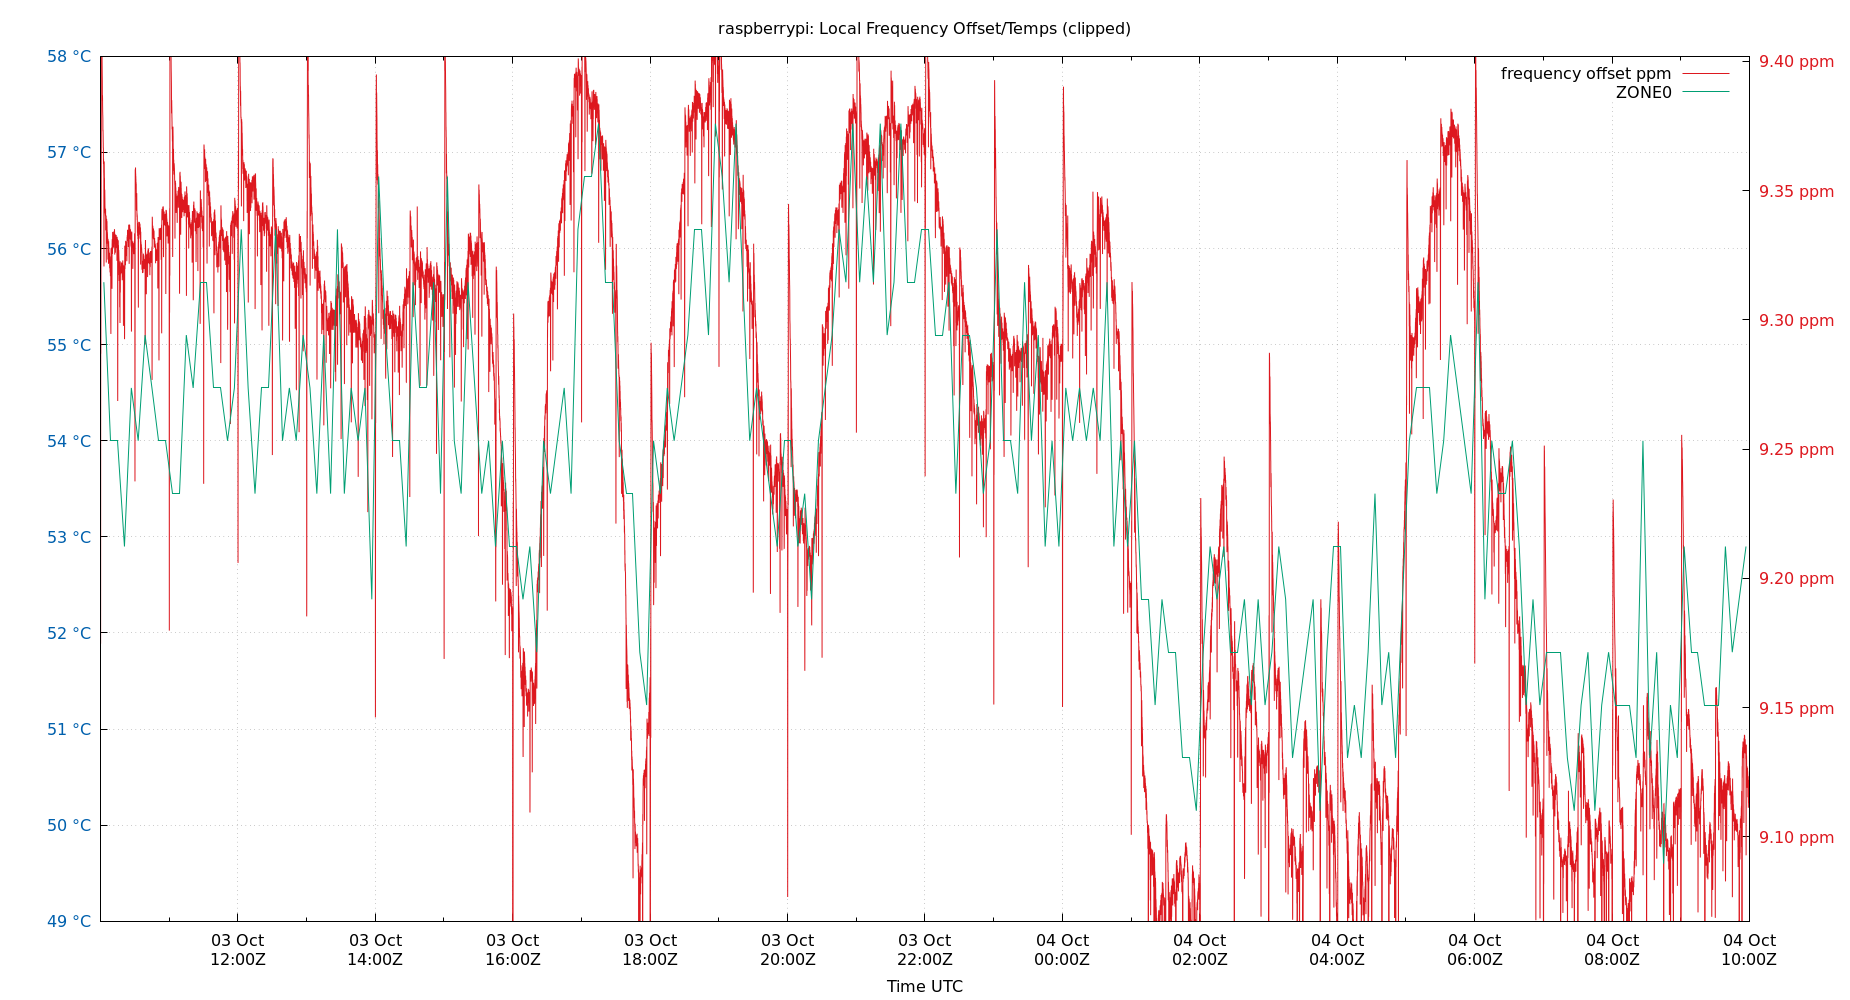 raspberrypi: Local Frequency Offset/Temps (clipped)
58 °C
57 °C
56 °C
55 °C
54 °C
53 °C
52 °C
51 °C
50 °C
49 °C
9.40 ppm
9.35 ppm
9.30 ppm
9.25 ppm
9.20 ppm
9.15 ppm
9.10 ppm
frequency offset ppm
ZONE0
03 Oct 03 Oct 03 Oct 03 Oct 03 Oct 03 Oct 04 Oct 04 Oct 04 Oct 04 Oct 04 Oct 04 Oct
12:00Z 14:00Z 16:00Z 18:00Z 20:00Z 22:00Z 00:00Z 02:00Z 04:00Z 06:00Z 08:00Z 10:00Z
Time UTC